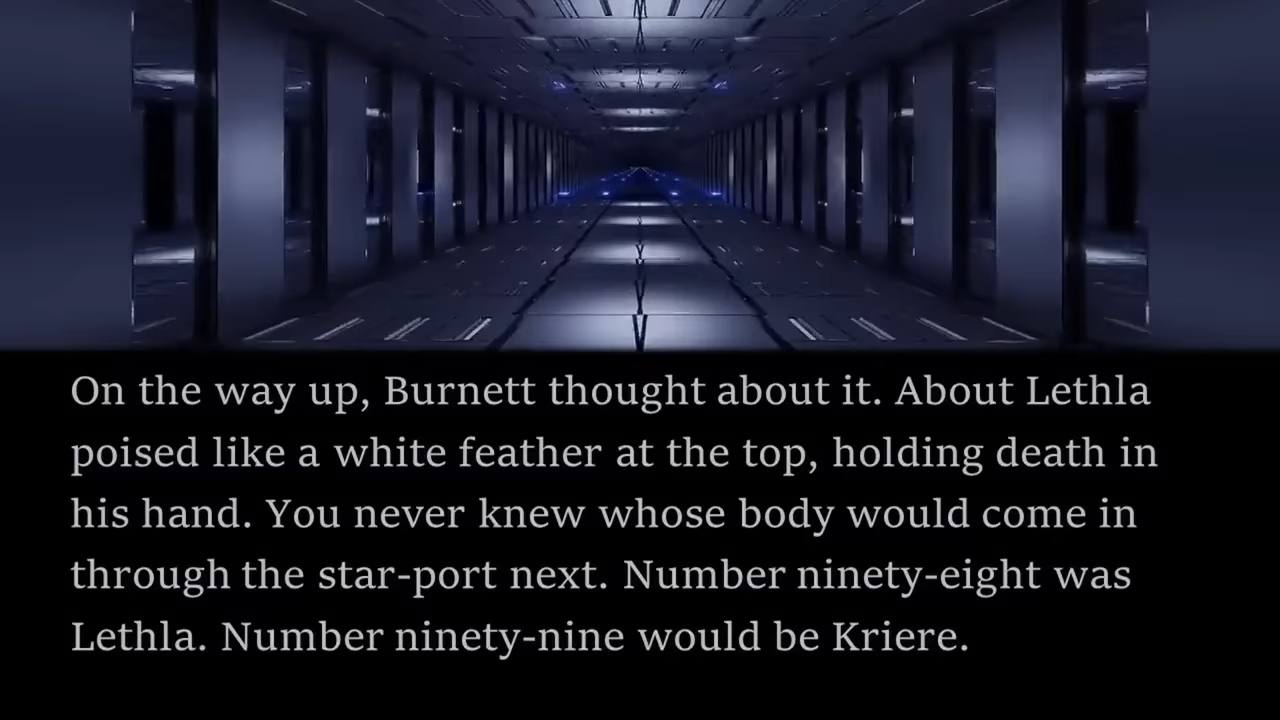 On the way up, Burnett thought about it. About Lethla
poised like a white feather at the top, holding death in
his hand. You never knew whose body would come in
through the star-port next. Number ninety-eight was
Lethla. Number ninety-nine would be Kriere.